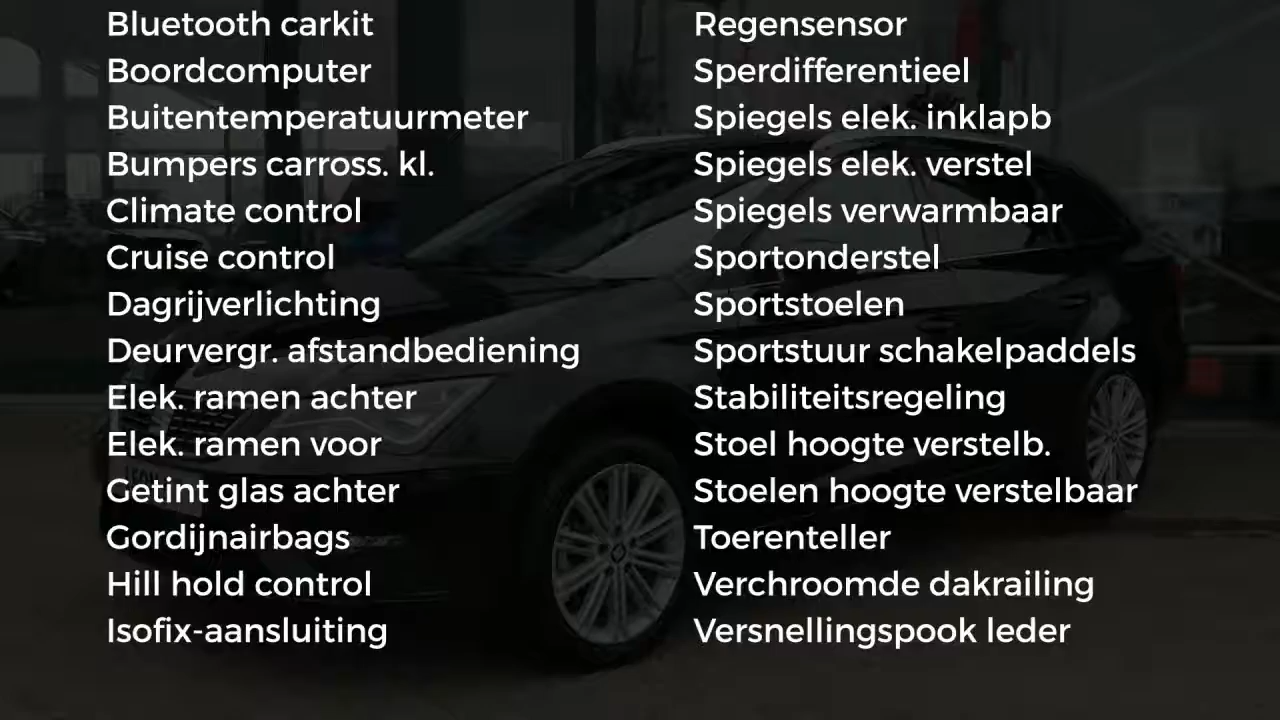 Bluetooth carkit
Boordcomputer
Buitentemperatuurmeter
Bumpers carross. kl.
Climate control
Cruise control
Dagrijverlichting
Deurvergr. afstandbediening
Elek. ramen achter
Elek. ramen voor
Getint glas achter
Gordijnairbags
Hill hold control
Isofix-aansluiting
Regensensor
Sperdifferentieel
Spiegels elek. inklapb
Spiegels elek. verstel
Spiegels verwarmbaar
Sportonderstel
Sportstoelen
Sportstuur schakelpaddels
Stabiliteitsregeling
Stoel hoogte verstelb.
Stoelen hoogte verstelbaar
Toerenteller
Verchroomde dakrailing
Versnellingspook leder